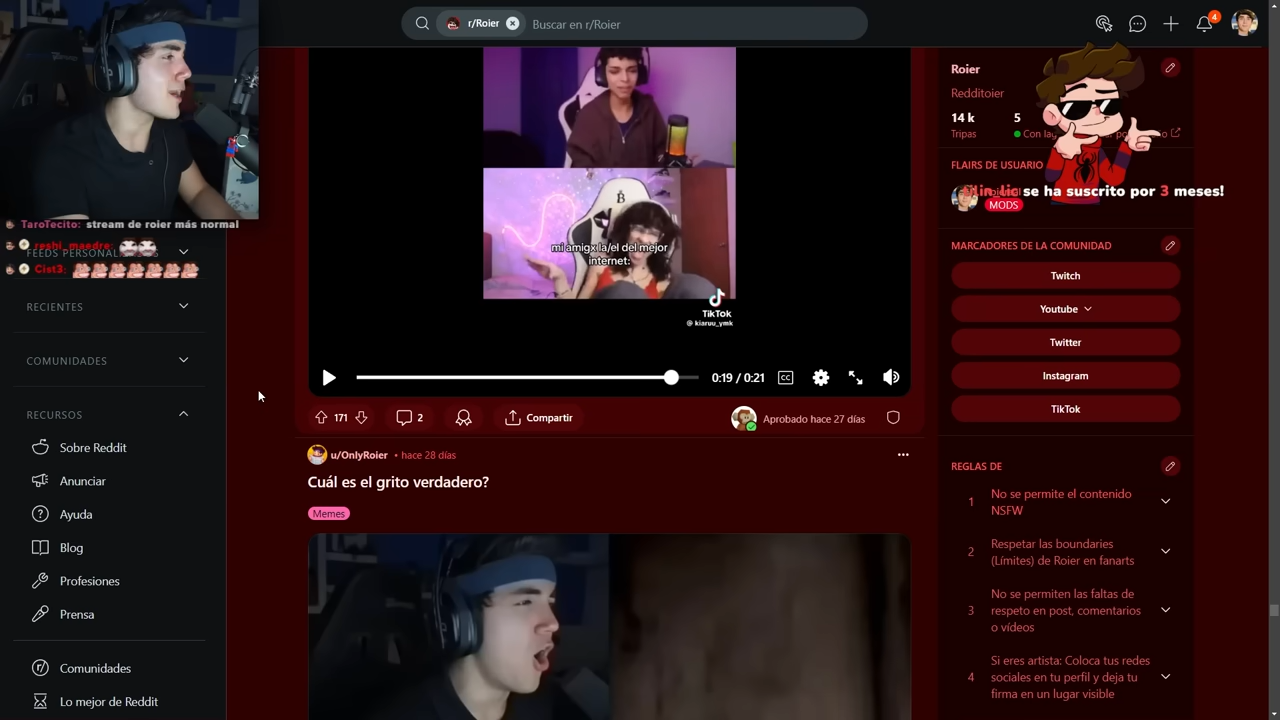 r/Roier
Buscar en r/Roier
4
TaroTecito: stream de roier más normal
reshi_maedre:
Cist3:
FEEDS
RECIENTES
COMUNIDADES
RECURSOS
Sobre Reddit
Anunciar
Ayuda
Blog
Profesiones
Prensa
Comunidades
Lo mejor de Reddit
mi amigx la/el del mejor
internet:
TikTok
@ kiaruu_ymk
0:19 / 0:21
CC
171
2
Compartir
Aprobado hace 27 días
u/OnlyRoier • hace 28 días
Cuál es el grito verdadero?
Memes
Roier
Redditoier
14 k
5
Tripas
FLAIRS DE USUARIO
se ha suscrito por 3 meses!
MODS
MARCADORES DE LA COMUNIDAD
Twitch
Youtube
Twitter
Instagram
TikTok
REGLAS DE
1
No se permite el contenido
NSFW
2
Respetar las boundaries
(Límites) de Roier en fanarts
3
No se permiten las faltas de
respeto en post, comentarios
o vídeos
4
Si eres artista: Coloca tus redes
sociales en tu perfil y deja tu
firma en un lugar visible